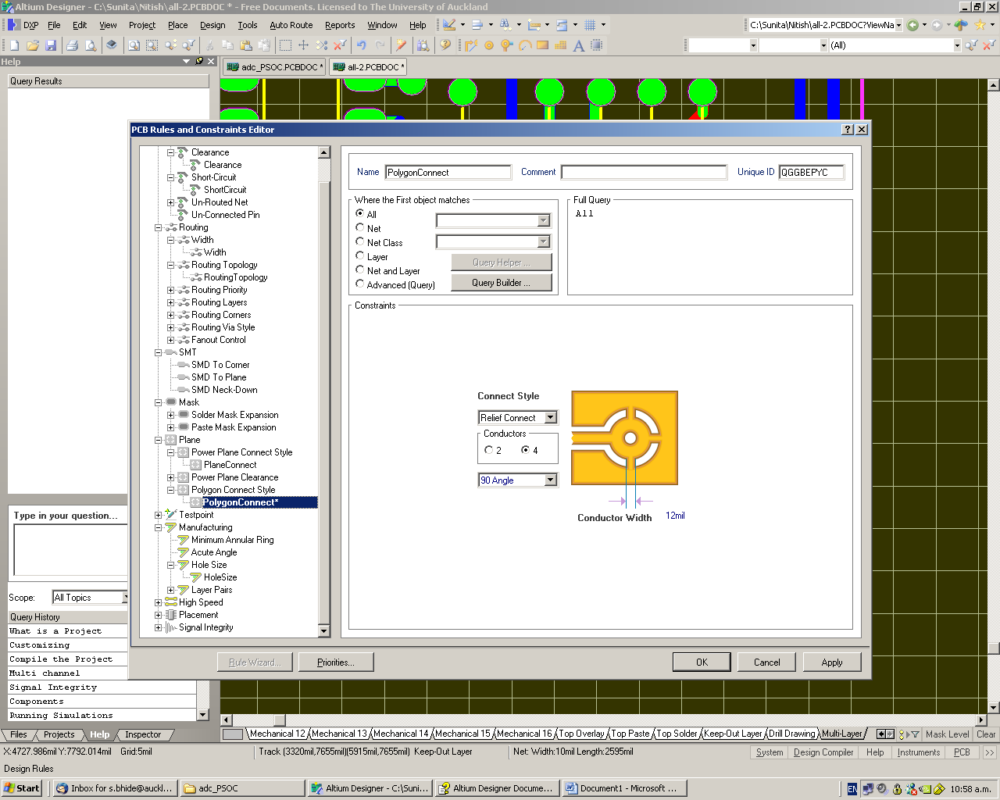 Altium Designer - C:\Sunita\Nitish\all-2.PCBDOC * - Free Documents. Licensed to The University of Auckland
DXP File Edit View Project Place Design Tools Auto Route Reports Window Help C:\Sunita\Nitish\all-2.PCBDOC?ViewNa
(All)
Help
adc_PSOC.PCBDOC * all-2.PCBDOC *
Query Results
PCB Rules and Constraints Editor
Clearance
Clearance
Short-Circuit
ShortCircuit
Un-Routed Net
Un-Connected Pin
Routing
Width
Width
Routing Topology
RoutingTopology
Routing Priority
Routing Layers
Routing Corners
Routing Via Style
Fanout Control
SMT
SMD To Corner
SMD To Plane
SMD Neck-Down
Mask
Solder Mask Expansion
Paste Mask Expansion
Plane
Power Plane Connect Style
PlaneConnect
Power Plane Clearance
Polygon Connect Style
PolygonConnect*
Testpoint
Manufacturing
Minimum Annular Ring
Acute Angle
Hole Size
HoleSize
Layer Pairs
High Speed
Placement
Signal Integrity
Name PolygonConnect Comment Unique ID QGGBEPYC
Where the First object matches
All
Net
Net Class
Layer
Net and Layer
Advanced (Query)
Query Helper ...
Query Builder ...
Full Query
All
Constraints
Connect Style
Relief Connect
Conductors
2 4
90 Angle
Conductor Width 12mil
Rule Wizard... Priorities... OK Cancel Apply
Type in your question...
Scope: All Topics
Query History
What is a Project
Customizing
Compile the Project
Multi channel
Signal Integrity
Components
Running Simulations
Files Projects Help Inspector
Mechanical 12 Mechanical 13 Mechanical 14 Mechanical 15 Mechanical 16 Top Overlay Top Paste Top Solder Keep-Out Layer Drill Drawing Multi-Layer Mask Level Clear
X:4727.986mil Y:7792.014mil Grid:5mil Track (3320mil,7655mil)(5915mil,7655mil) Keep-Out Layer Net: Width:10mil Length:2595mil System Design Compiler Help Instruments PCB >>
Design Rules
Start Inbox for s.bhide@auckl... adc_PSOC Altium Designer - C:\Suni... Altium Designer Docume... Document1 - Microsoft ... EN 10:58 a.m.